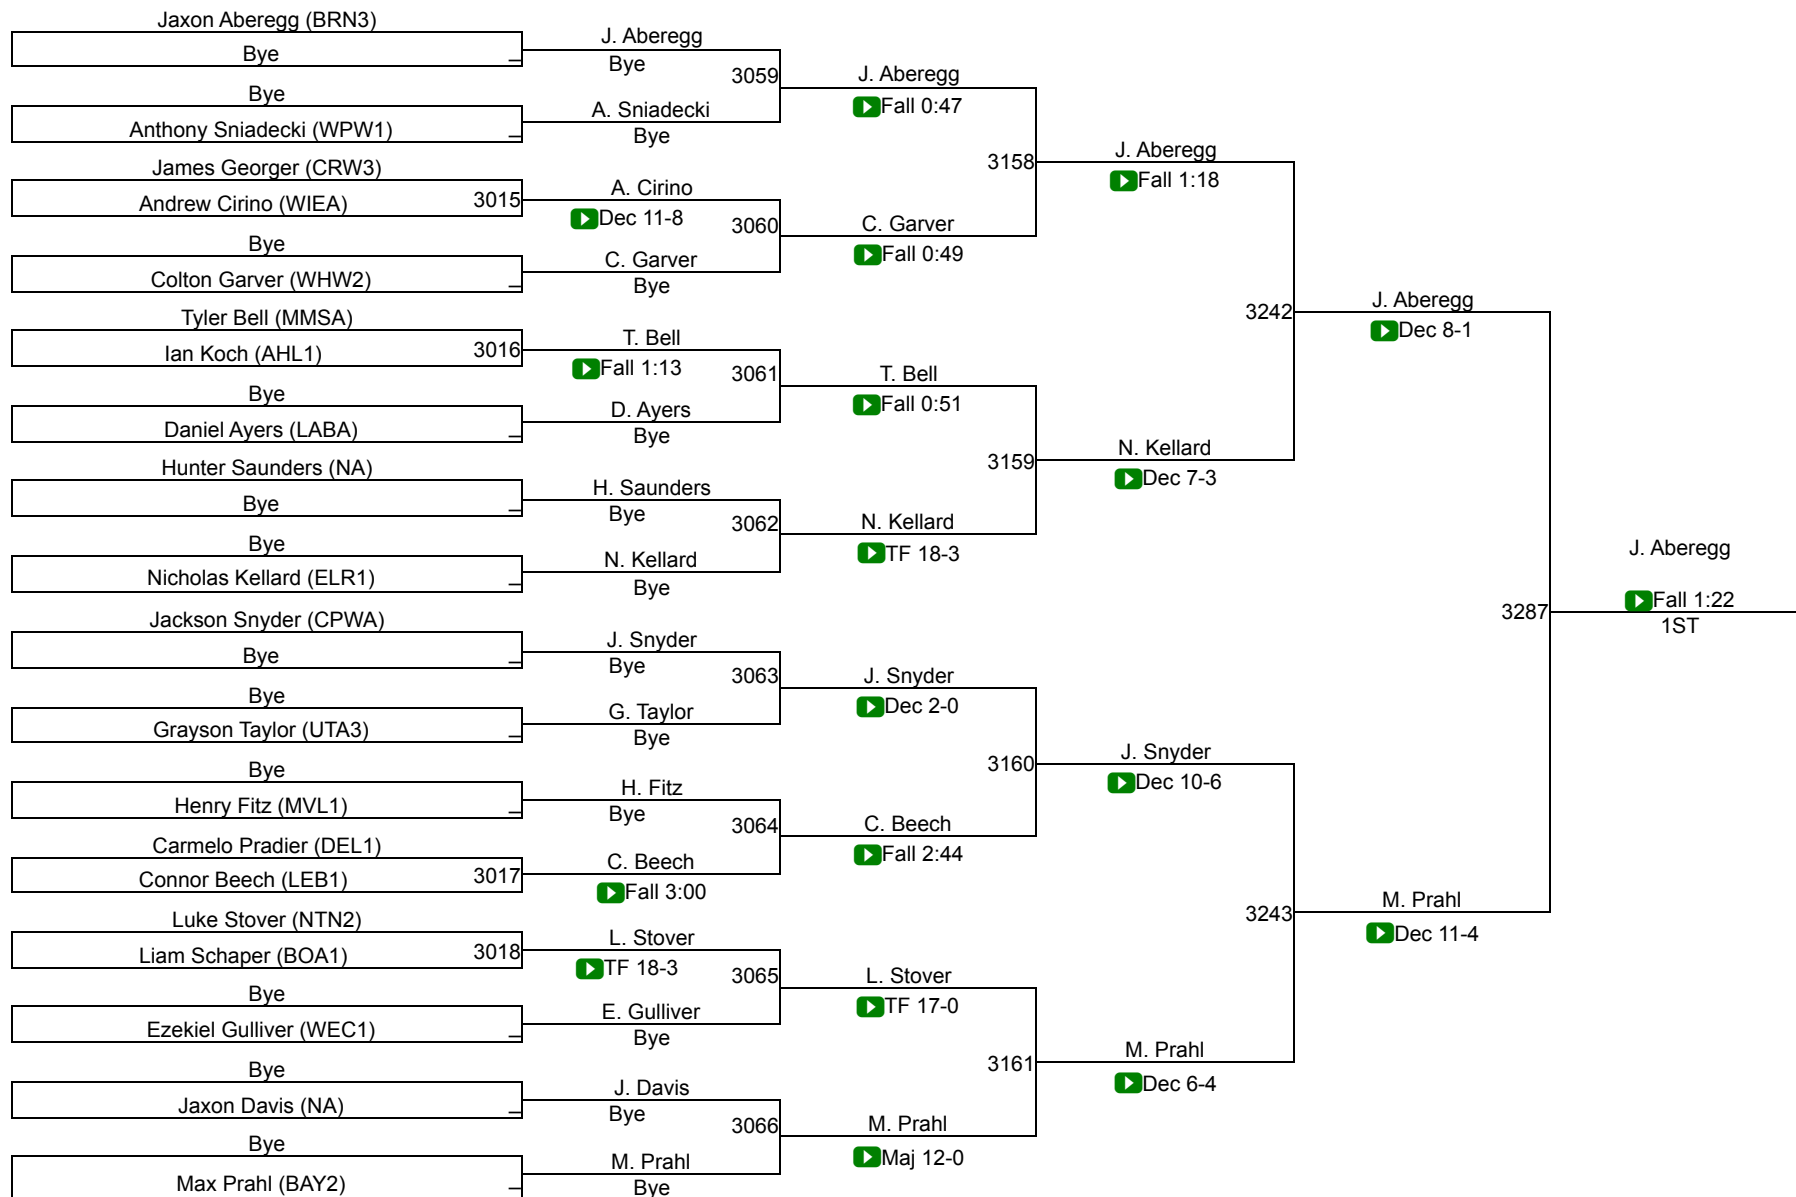 Jaxon Aberegg (BRN3)
Bye
Bye
Anthony Sniadecki (WPW1)
James Georger (CRW3)
Andrew Cirino (WIEA)
3015
Bye
Colton Garver (WHW2)
Tyler Bell (MMSA)
Ian Koch (AHL1)
3016
Bye
Daniel Ayers (LABA)
Hunter Saunders (NA)
Bye
Bye
Nicholas Kellard (ELR1)
Jackson Snyder (CPWA)
Bye
Bye
Grayson Taylor (UTA3)
Bye
Henry Fitz (MVL1)
Carmelo Pradier (DEL1)
Connor Beech (LEB1)
3017
Luke Stover (NTN2)
Liam Schaper (BOA1)
3018
Bye
Ezekiel Gulliver (WEC1)
Bye
Jaxon Davis (NA)
Bye
Max Prahl (BAY2)
J. Aberegg
Bye
3059
A. Sniadecki
Bye
A. Cirino
Dec 11-8
3060
C. Garver
Bye
T. Bell
Fall 1:13
3061
D. Ayers
Bye
H. Saunders
Bye
3062
N. Kellard
Bye
J. Snyder
Bye
3063
G. Taylor
Bye
H. Fitz
Bye
3064
C. Beech
Fall 3:00
L. Stover
TF 18-3
3065
E. Gulliver
Bye
J. Davis
Bye
3066
M. Prahl
Bye
J. Aberegg
Fall 0:47
3158
C. Garver
Fall 0:49
T. Bell
Fall 0:51
3159
N. Kellard
TF 18-3
J. Snyder
Dec 2-0
3160
C. Beech
Fall 2:44
L. Stover
TF 17-0
3161
M. Prahl
Maj 12-0
J. Aberegg
Fall 1:18
3242
N. Kellard
Dec 7-3
J. Snyder
Dec 10-6
3243
M. Prahl
Dec 6-4
J. Aberegg
Dec 8-1
3287
M. Prahl
Dec 11-4
J. Aberegg
Fall 1:22
1ST